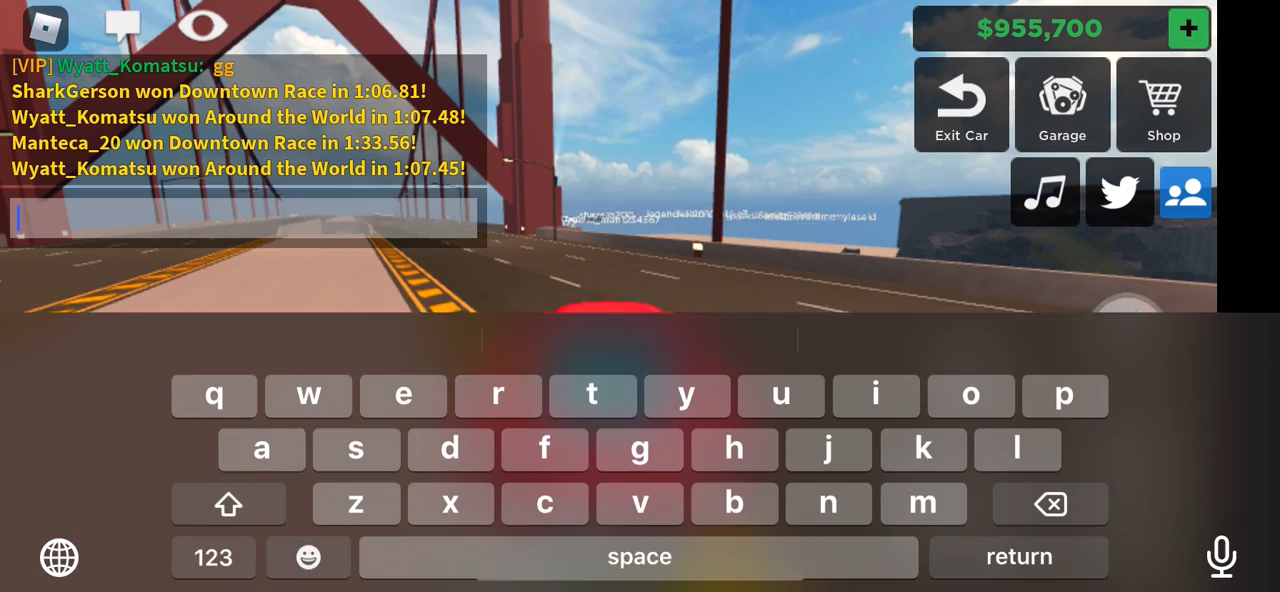 $955,700
+
[VIP] Wyatt_Komatsu: gg
SharkGerson won Downtown Race in 1:06.81!
Wyatt_Komatsu won Around the World in 1:07.48!
Manteca_20 won Downtown Race in 1:33.56!
Wyatt_Komatsu won Around the World in 1:07.45!
Exit Car
Garage
Shop
q w e r t y u i o p
a s d f g h j k l
z x c v b n m
123
space
return